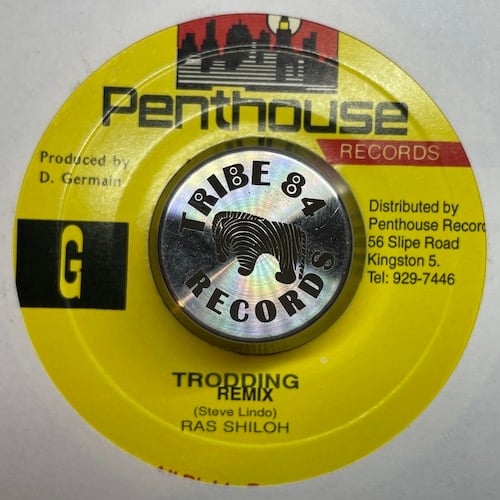 Penthouse
RECORDS
Produced by
D. Germain
G
TRIBE 84
RECORDS
Distributed by
Penthouse Record
56 Slipe Road
Kingston 5.
Tel: 929-7446
TRODDING
REMIX
(Steve Lindo)
RAS SHILOH